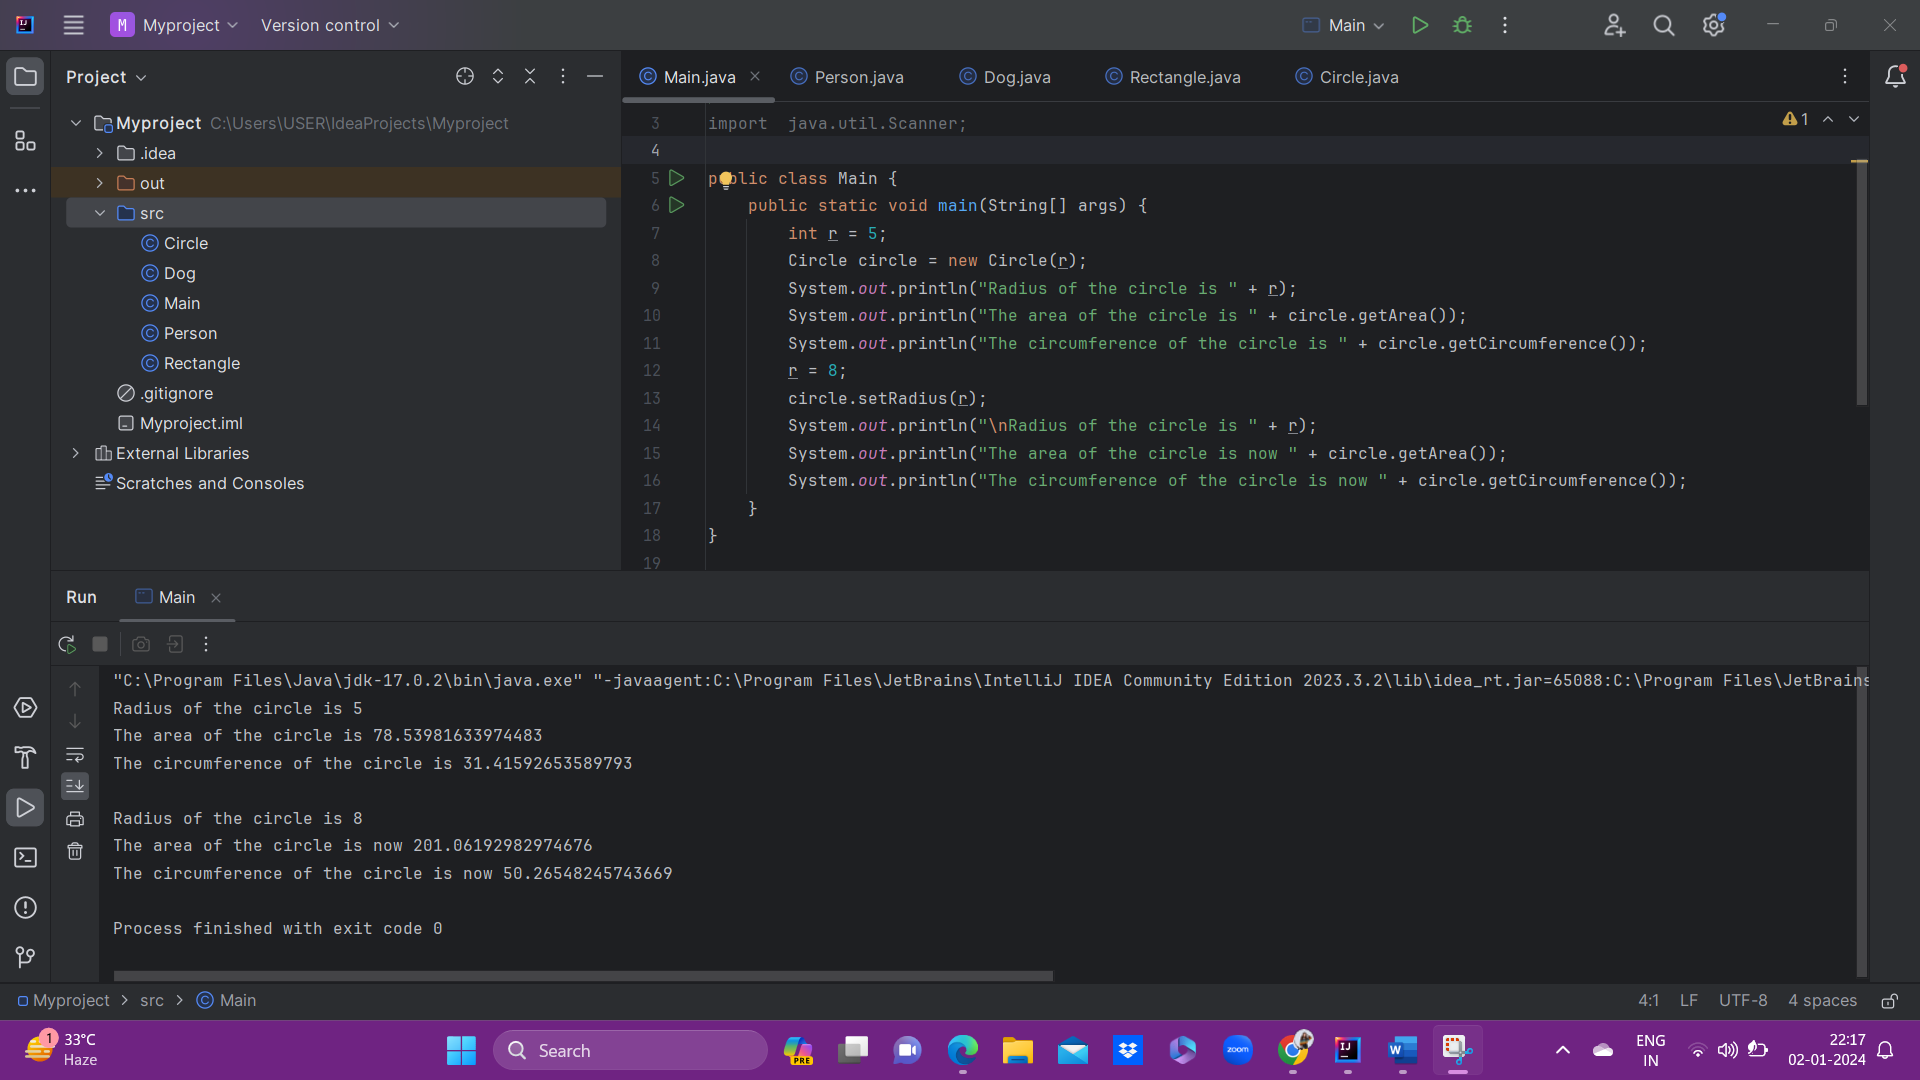 Myproject Version control Main
Project
Main.java Person.java Dog.java Rectangle.java Circle.java
Myproject C:\Users\USER\IdeaProjects\Myproject
.idea
out
src
Circle
Dog
Main
Person
Rectangle
.gitignore
Myproject.iml
External Libraries
Scratches and Consoles
1
3 import java.util.Scanner;
4
5 public class Main {
6 public static void main(String[] args) {
7 int r = 5;
8 Circle circle = new Circle(r);
9 System.out.println("Radius of the circle is " + r);
10 System.out.println("The area of the circle is " + circle.getArea());
11 System.out.println("The circumference of the circle is " + circle.getCircumference());
12 r = 8;
13 circle.setRadius(r);
14 System.out.println("\nRadius of the circle is " + r);
15 System.out.println("The area of the circle is now " + circle.getArea());
16 System.out.println("The circumference of the circle is now " + circle.getCircumference());
17 }
18 }
19
Run Main
"C:\Program Files\Java\jdk-17.0.2\bin\java.exe" "-javaagent:C:\Program Files\JetBrains\IntelliJ IDEA Community Edition 2023.3.2\lib\idea_rt.jar=65088:C:\Program Files\JetBrains
Radius of the circle is 5
The area of the circle is 78.53981633974483
The circumference of the circle is 31.41592653589793
Radius of the circle is 8
The area of the circle is now 201.06192982974676
The circumference of the circle is now 50.26548245743669
Process finished with exit code 0
Myproject > src > Main
4:1 LF UTF-8 4 spaces
1
33°C
Haze
Search
PRE
zoom
ENG
IN
22:17
02-01-2024